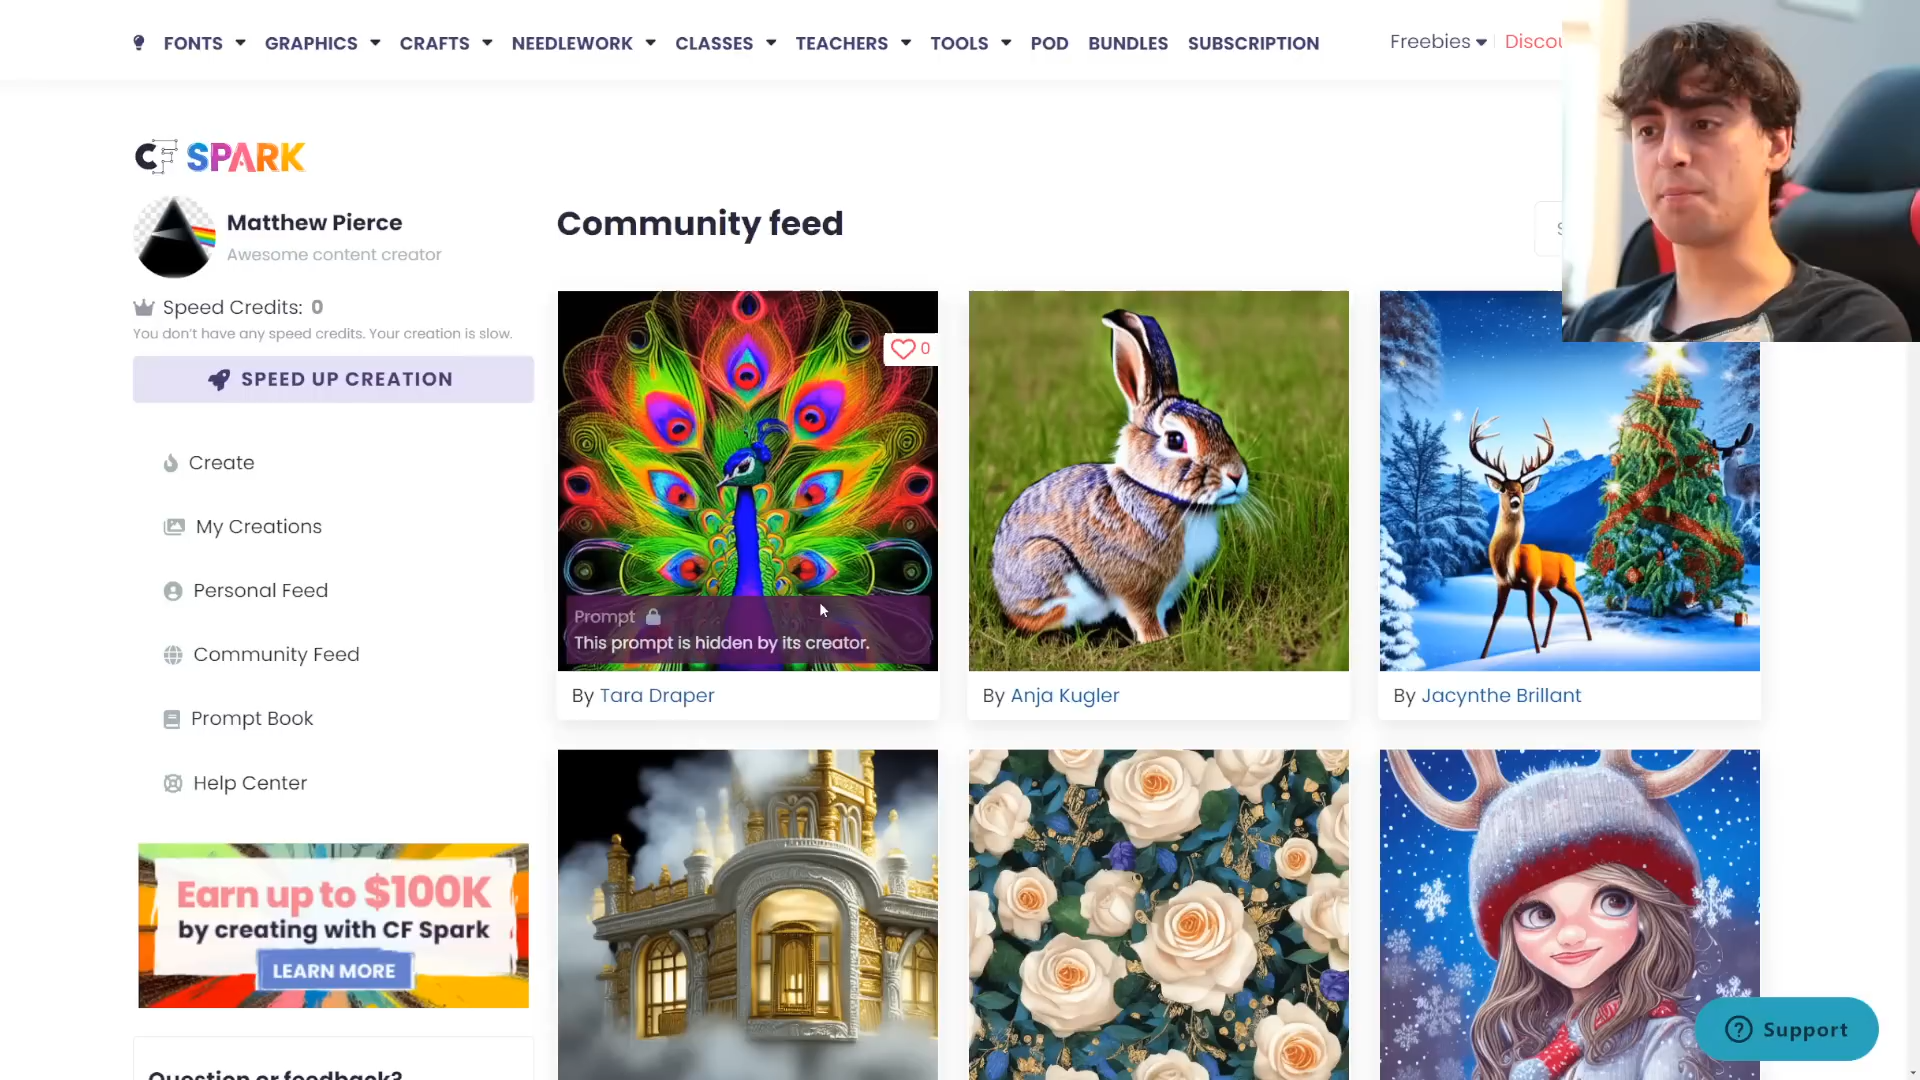 FONTS GRAPHICS CRAFTS NEEDLEWORK CLASSES TEACHERS TOOLS POD BUNDLES SUBSCRIPTION Freebies
CF SPARK
Matthew Pierce
Awesome content creator
Speed Credits: 0
You don't have any speed credits. Your creation is slow.
SPEED UP CREATION
Create
My Creations
Personal Feed
Community Feed
Prompt Book
Help Center
Earn up to $100K
by creating with CF Spark
LEARN MORE
Question or feedback?
Community feed
0
Prompt
This prompt is hidden by its creator.
By Tara Draper
By Anja Kugler
By Jacynthe Brillant
Support